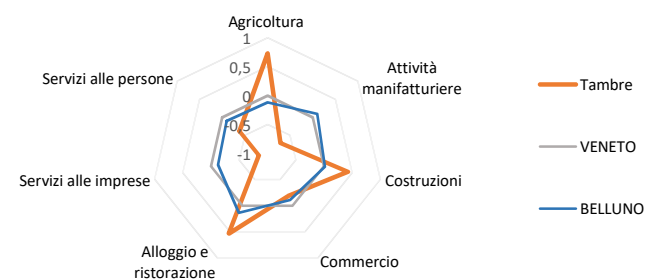 Agricoltura
1
0,5
0
-0,5
-1
Attività
manifatturiere
Costruzioni
Commercio
Alloggio e
ristorazione
Servizi alle imprese
Servizi alle persone
Tambre
VENETO
BELLUNO